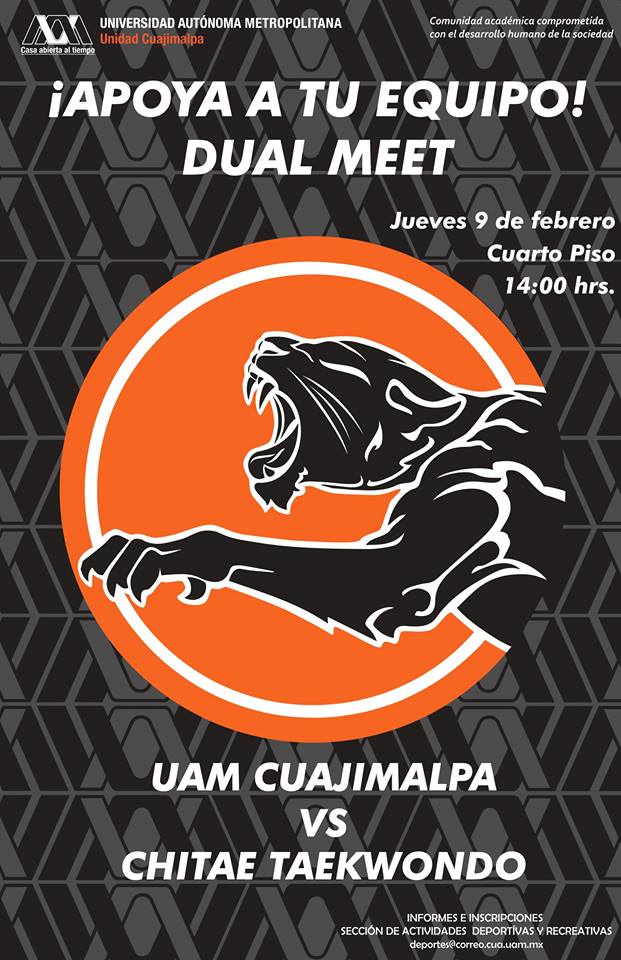 UNIVERSIDAD AUTÓNOMA METROPOLITANA
Unidad Cuajimalpa
Casa abierta al tiempo
Comunidad académica comprometida
con el desarrollo humano de la sociedad
¡APOYA A TU EQUIPO!
DUAL MEET
Jueves 9 de febrero
Cuarto Piso
14:00 hrs.
UAM CUAJIMALPA
VS
CHITAE TAEKWONDO
INFORMES E INSCRIPCIONES
SECCIÓN DE ACTIVIDADES DEPORTÍVAS Y RECREATIVAS
deportes@correo.cua.uam.mx